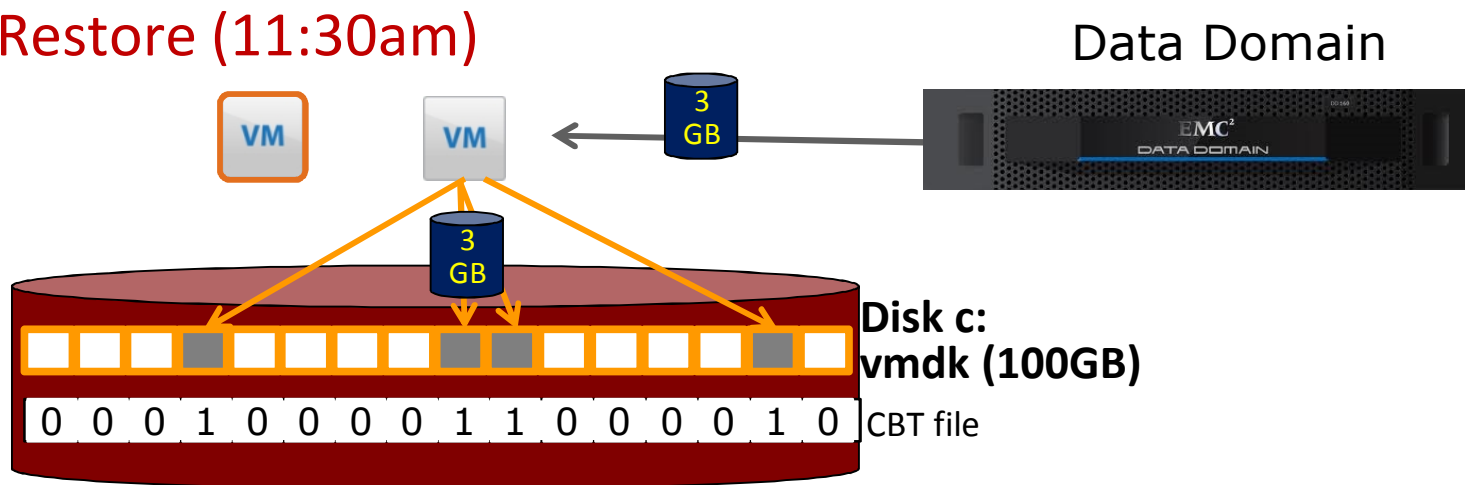 Restore (11:30am)
Data Domain
VM
VM
3
GB
EMC²
DATA DOMAIN
3
GB
Disk c:
vmdk (100GB)
0 0 0 1 0 0 0 0 1 1 0 0 0 0 1 0
CBT file